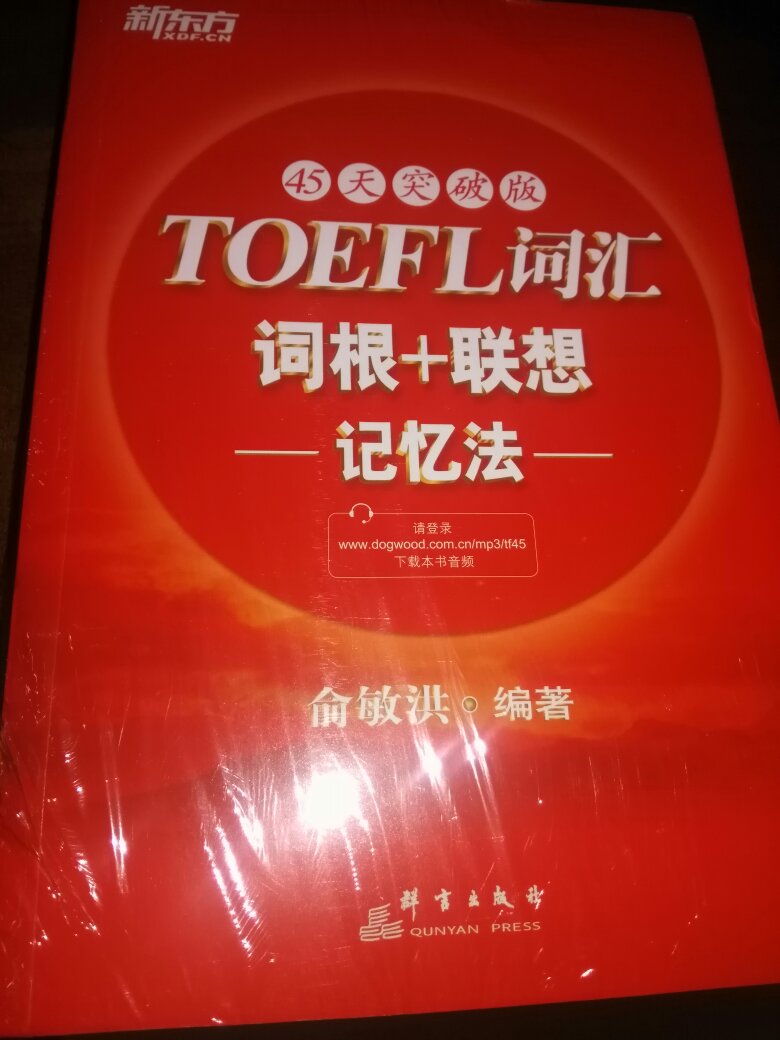 新东方
XDF.CN
45天突破版
TOEFL词汇
词根+联想
记忆法
请登录
www.dogwood.com.cn/mp3/tf45
下载本书音频
俞敏洪·编著
群言出版社
QUNYAN PRESS